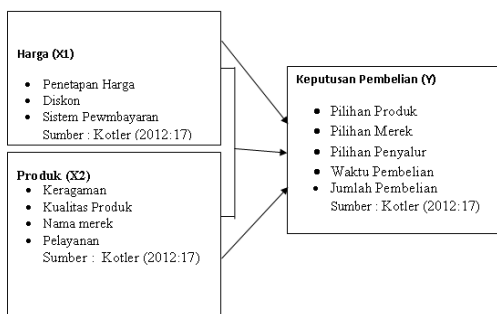 Harga (X1)
• Penetapan Harga
• Diskon
• Sistem Pewmbayaran
Sumber : Kotler (2012:17)
Produk (X2)
• Keragaman
• Kualitas Produk
• Nama merek
• Pelayanan
Sumber : Kotler (2012:17)
Keputusan Pembelian (Y)
• Pilihan Produk
• Pilihan Merek
• Pilihan Penyalur
• Waktu Pembelian
• Jumlah Pembelian
Sumber : Kotler (2012:17)